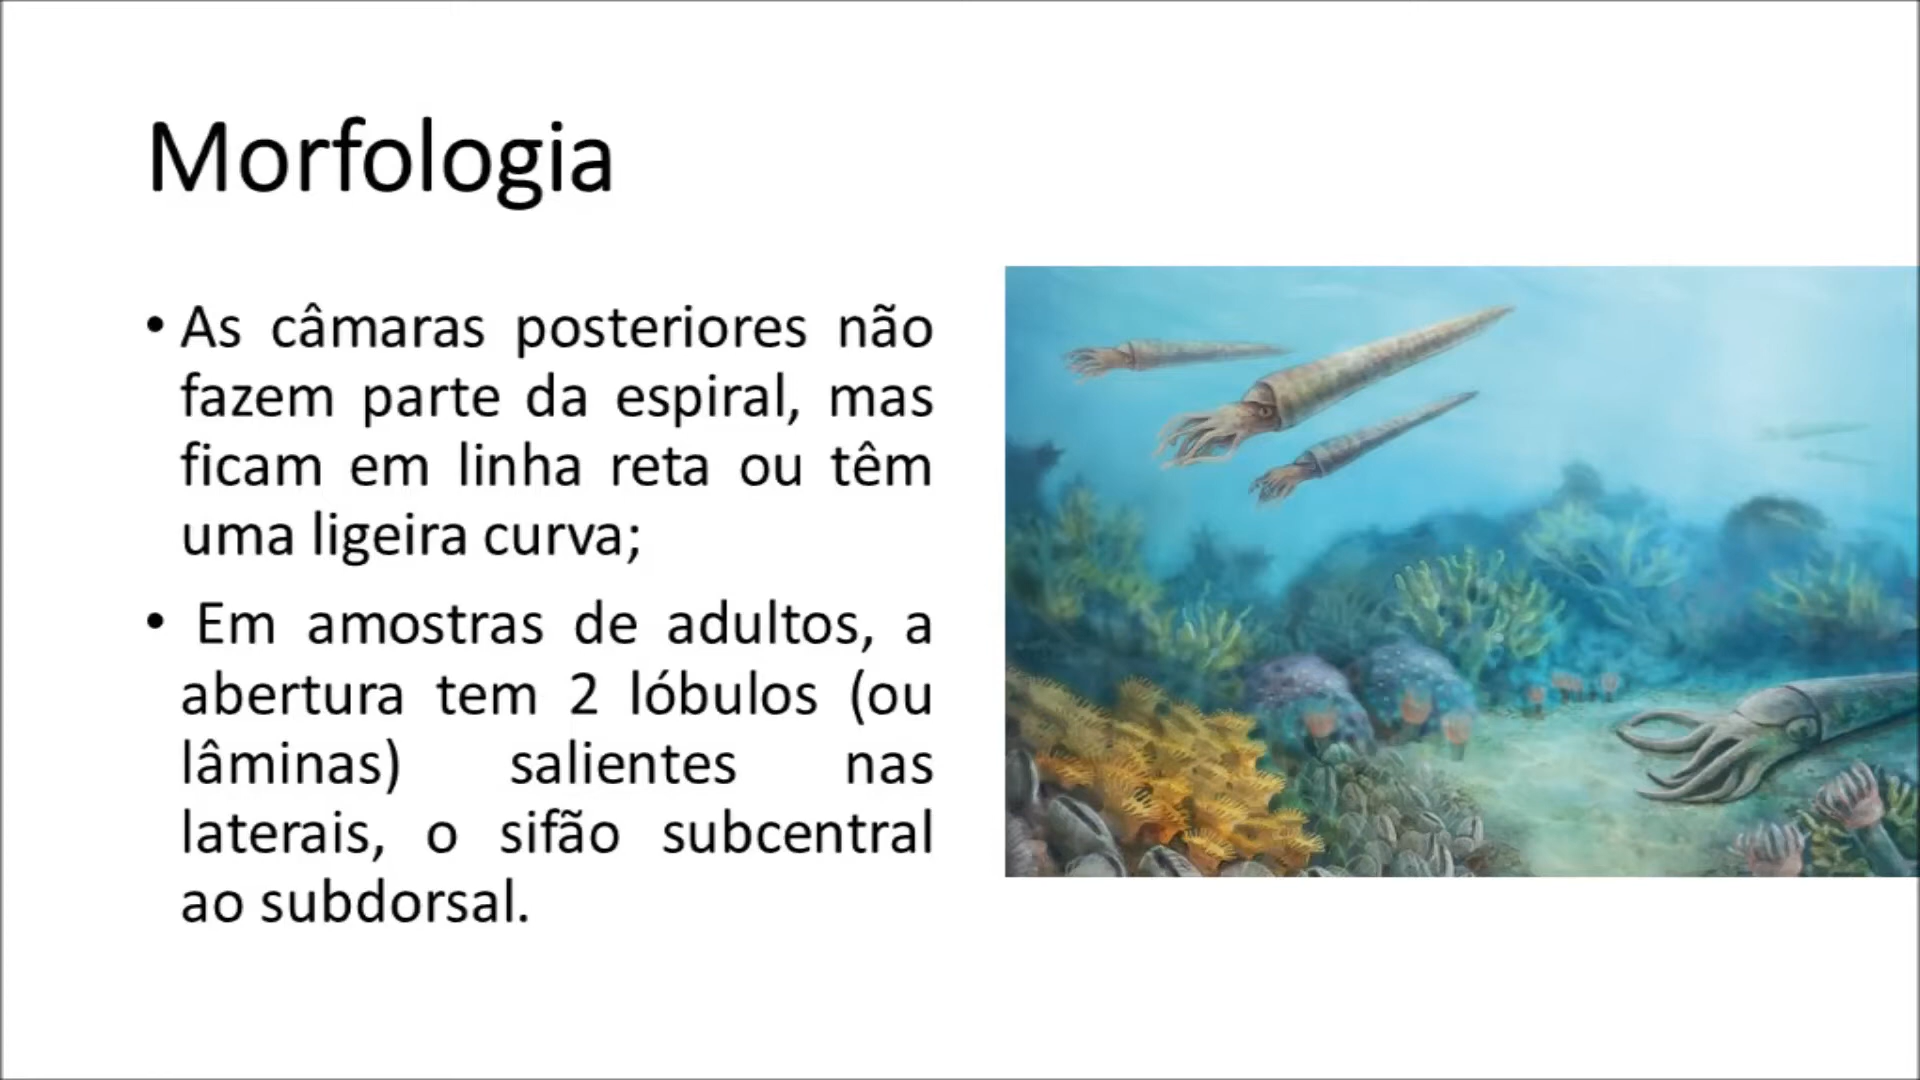 Morfologia
• As câmaras posteriores não
fazem parte da espiral, mas
ficam em linha reta ou têm
uma ligeira curva;
• Em amostras de adultos, a
abertura tem 2 lóbulos (ou
lâminas) salientes nas
laterais, o sifão subcentral
ao subdorsal.